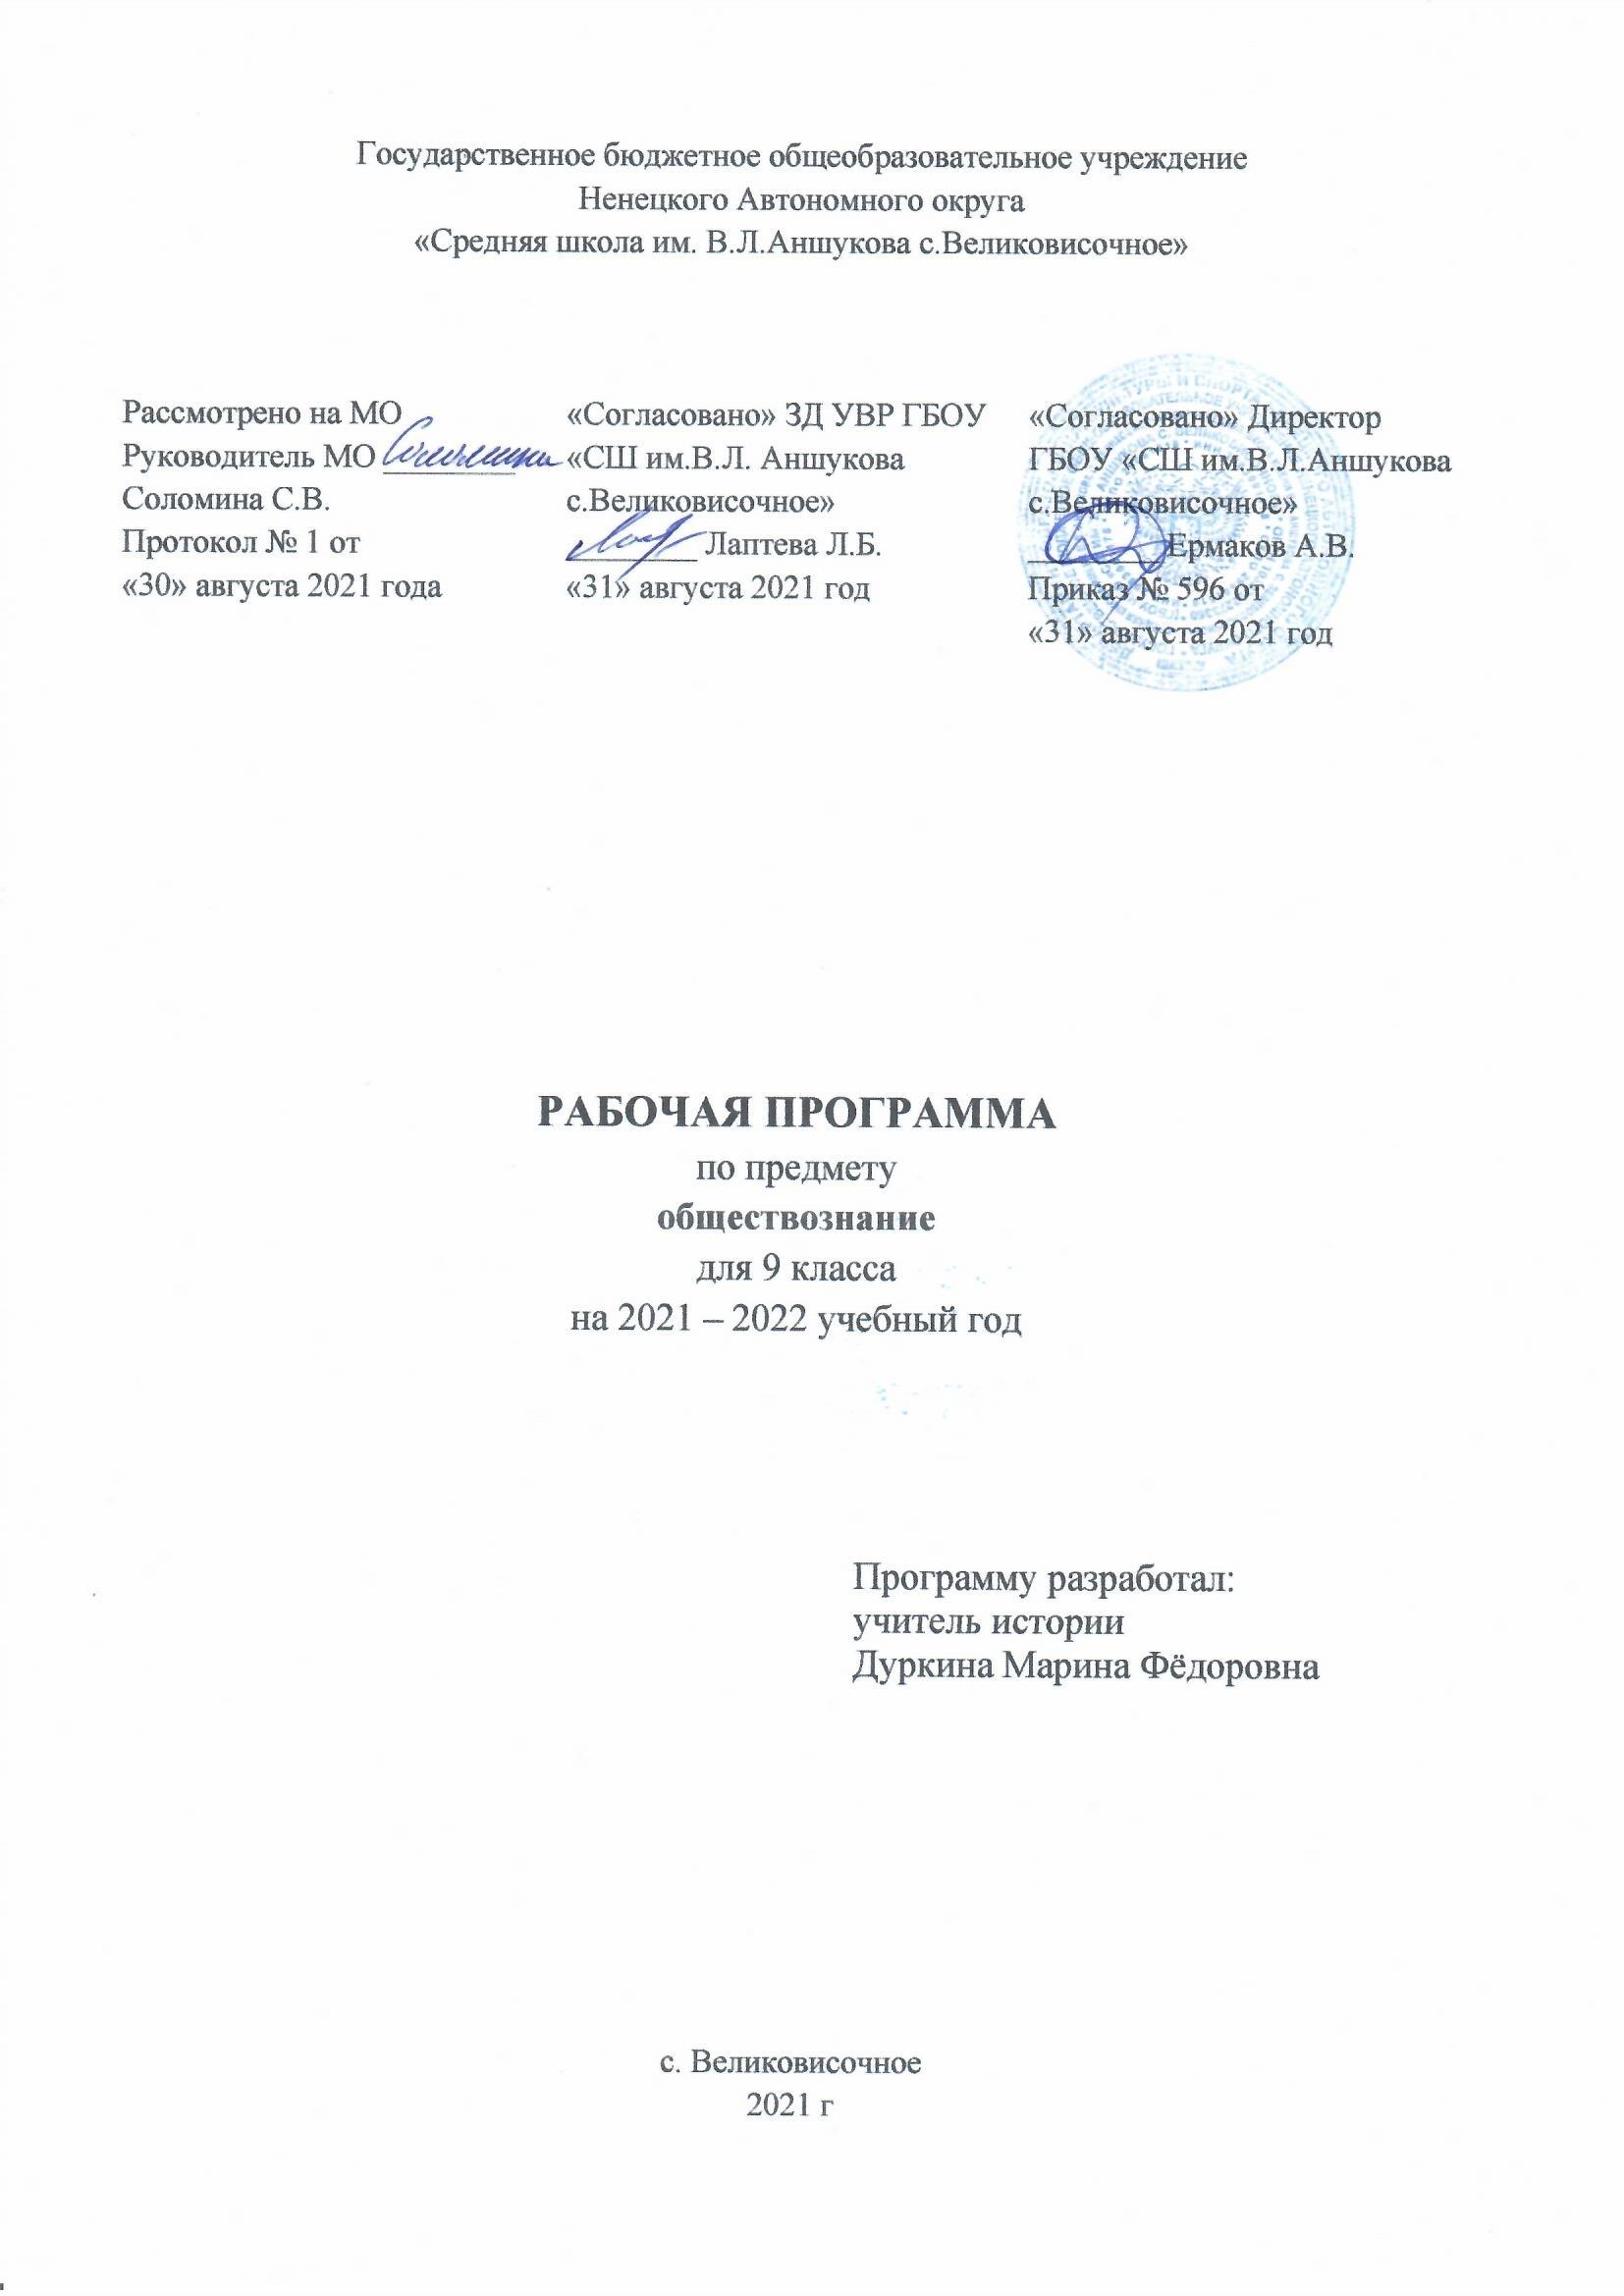 Государственное бюджетное общеобразовательное учреждение
Ненецкого Автономного округа
«Средняя школа им. В.Л.Аншукова с.Великовисочное»
Рассмотрено на МО
Руководитель МО
Соломина С.В.
Протокол № 1 от
«30» августа 2021 года
«Согласовано» ЗД УВР ГБОУ
«СШ им.В.Л. Аншукова
с.Великовисочное»
Лаптева Л.Б.
«31» августа 2021 год
«Согласовано» Директор
ГБОУ «СШ им.В.Л.Аншукова
с.Великовисочное»
Ермаков А.В.
Приказ № 596 от
«31» августа 2021 год
РАБОЧАЯ ПРОГРАММА
по предмету
обществознание
для 9 класса
на 2021 – 2022 учебный год
Программу разработал:
учитель истории
Дуркина Марина Фёдоровна
с. Великовисочное
2021 г